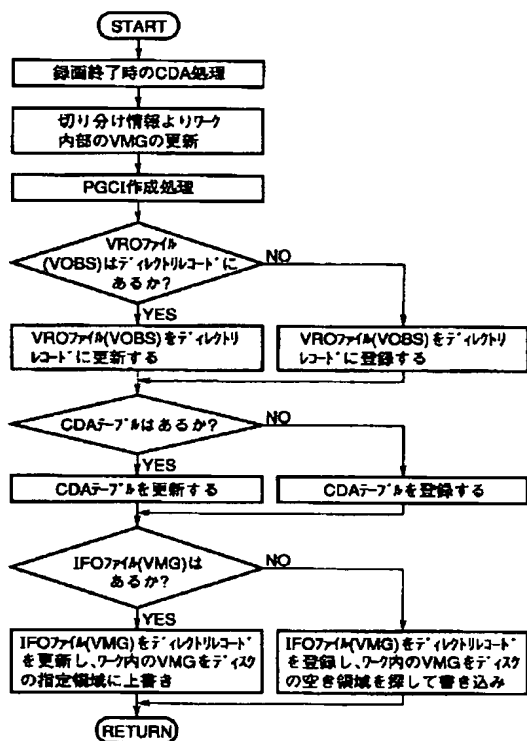 START
録画終了時のCDA処理
切り分け情報よりワーク
内部のVMGの更新
PGCI作成処理
VROファイル
(VOBS)はディレクトリレコードに
あるか?
NO
YES
VROファイル(VOBS)をディレクトリ
レコードに更新する
VROファイル(VOBS)をディレクトリ
レコードに登録する
CDAテーブルはあるか?
NO
YES
CDAテーブルを更新する
CDAテーブルを登録する
IFOファイル(VMG)は
あるか?
NO
YES
IFOファイル(VMG)をディレクトリレコード
を更新し、ワーク内のVMGをディスク
の指定領域に上書き
IFOファイル(VMG)をディレクトリレコード
を登録し、ワーク内のVMGをディスク
の空き領域を探して書き込み
RETURN